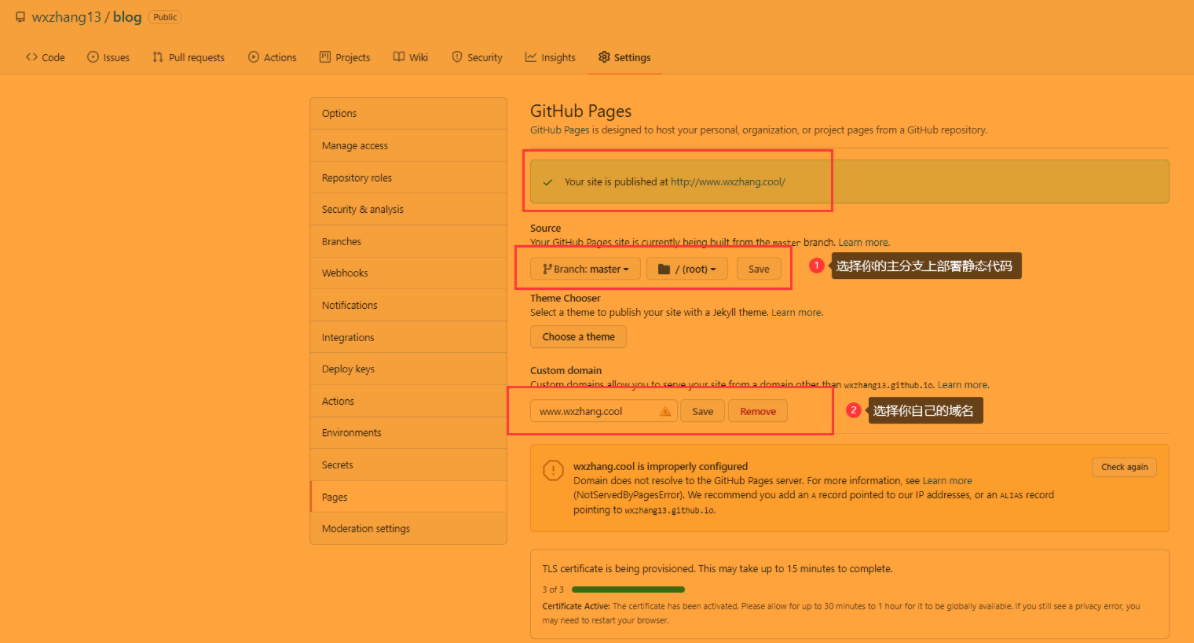 wxzhang13 / blog Public
Code Issues Pull requests Actions Projects Wiki Security Insights Settings
Options
Manage access
Repository roles
Security & analysis
Branches
Webhooks
Notifications
Integrations
Deploy keys
Actions
Environments
Secrets
Pages
Moderation settings
GitHub Pages
GitHub Pages is designed to host your personal, organization, or project pages from a GitHub repository.
Your site is published at http://www.wxzhang.cool/
Source
Your GitHub Pages site is currently being built from the master branch. Learn more.
Branch: master / (root) Save
1 选择你的主分支上部署静态代码
Theme Chooser
Select a theme to publish your site with a Jekyll theme. Learn more.
Choose a theme
Custom domain
Custom domains allow you to serve your site from a domain other than wxzhang13.github.io. Learn more.
www.wxzhang.cool Save Remove
2 选择你自己的域名
wxzhang.cool is improperly configured
Check again
Domain does not resolve to the GitHub Pages server. For more information, see Learn more
(NotServedByPagesError). We recommend you add an A record pointed to our IP addresses, or an ALIAS record
pointing to wxzhang13.github.io.
TLS certificate is being provisioned. This may take up to 15 minutes to complete.
3 of 3
Certificate Active: The certificate has been activated. Please allow for up to 30 minutes to 1 hour for it to be globally available. If you still see a privacy error, you
may need to restart your browser.